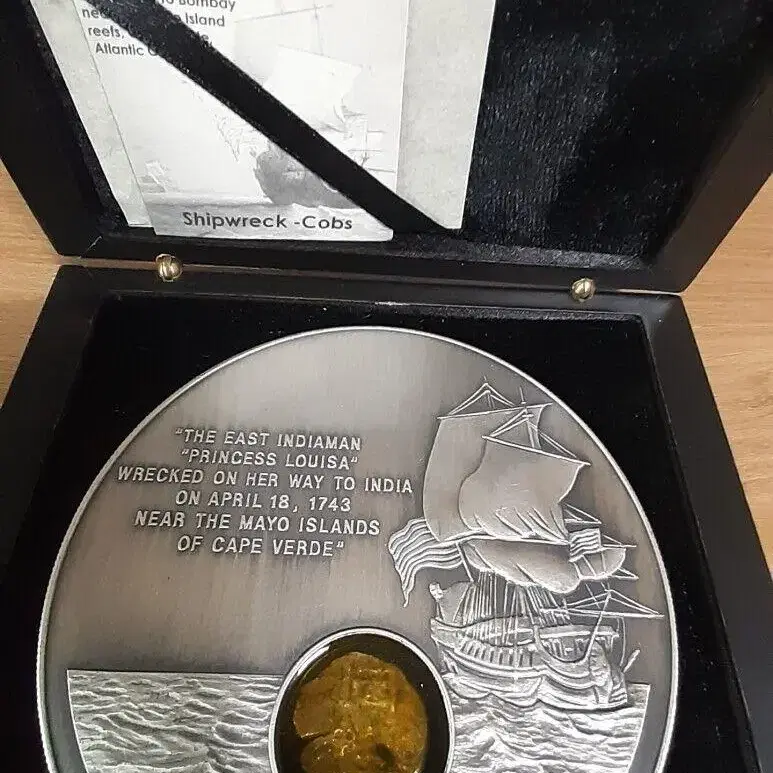 Bombay
Island
reefs,
Atlantic
Shipwreck -Cobs
"THE EAST INDIAMAN
"PRINCESS LOUISA"
WRECKED ON HER WAY TO INDIA
ON APRIL 18, 1743
NEAR THE MAYO ISLANDS
OF CAPE VERDE"